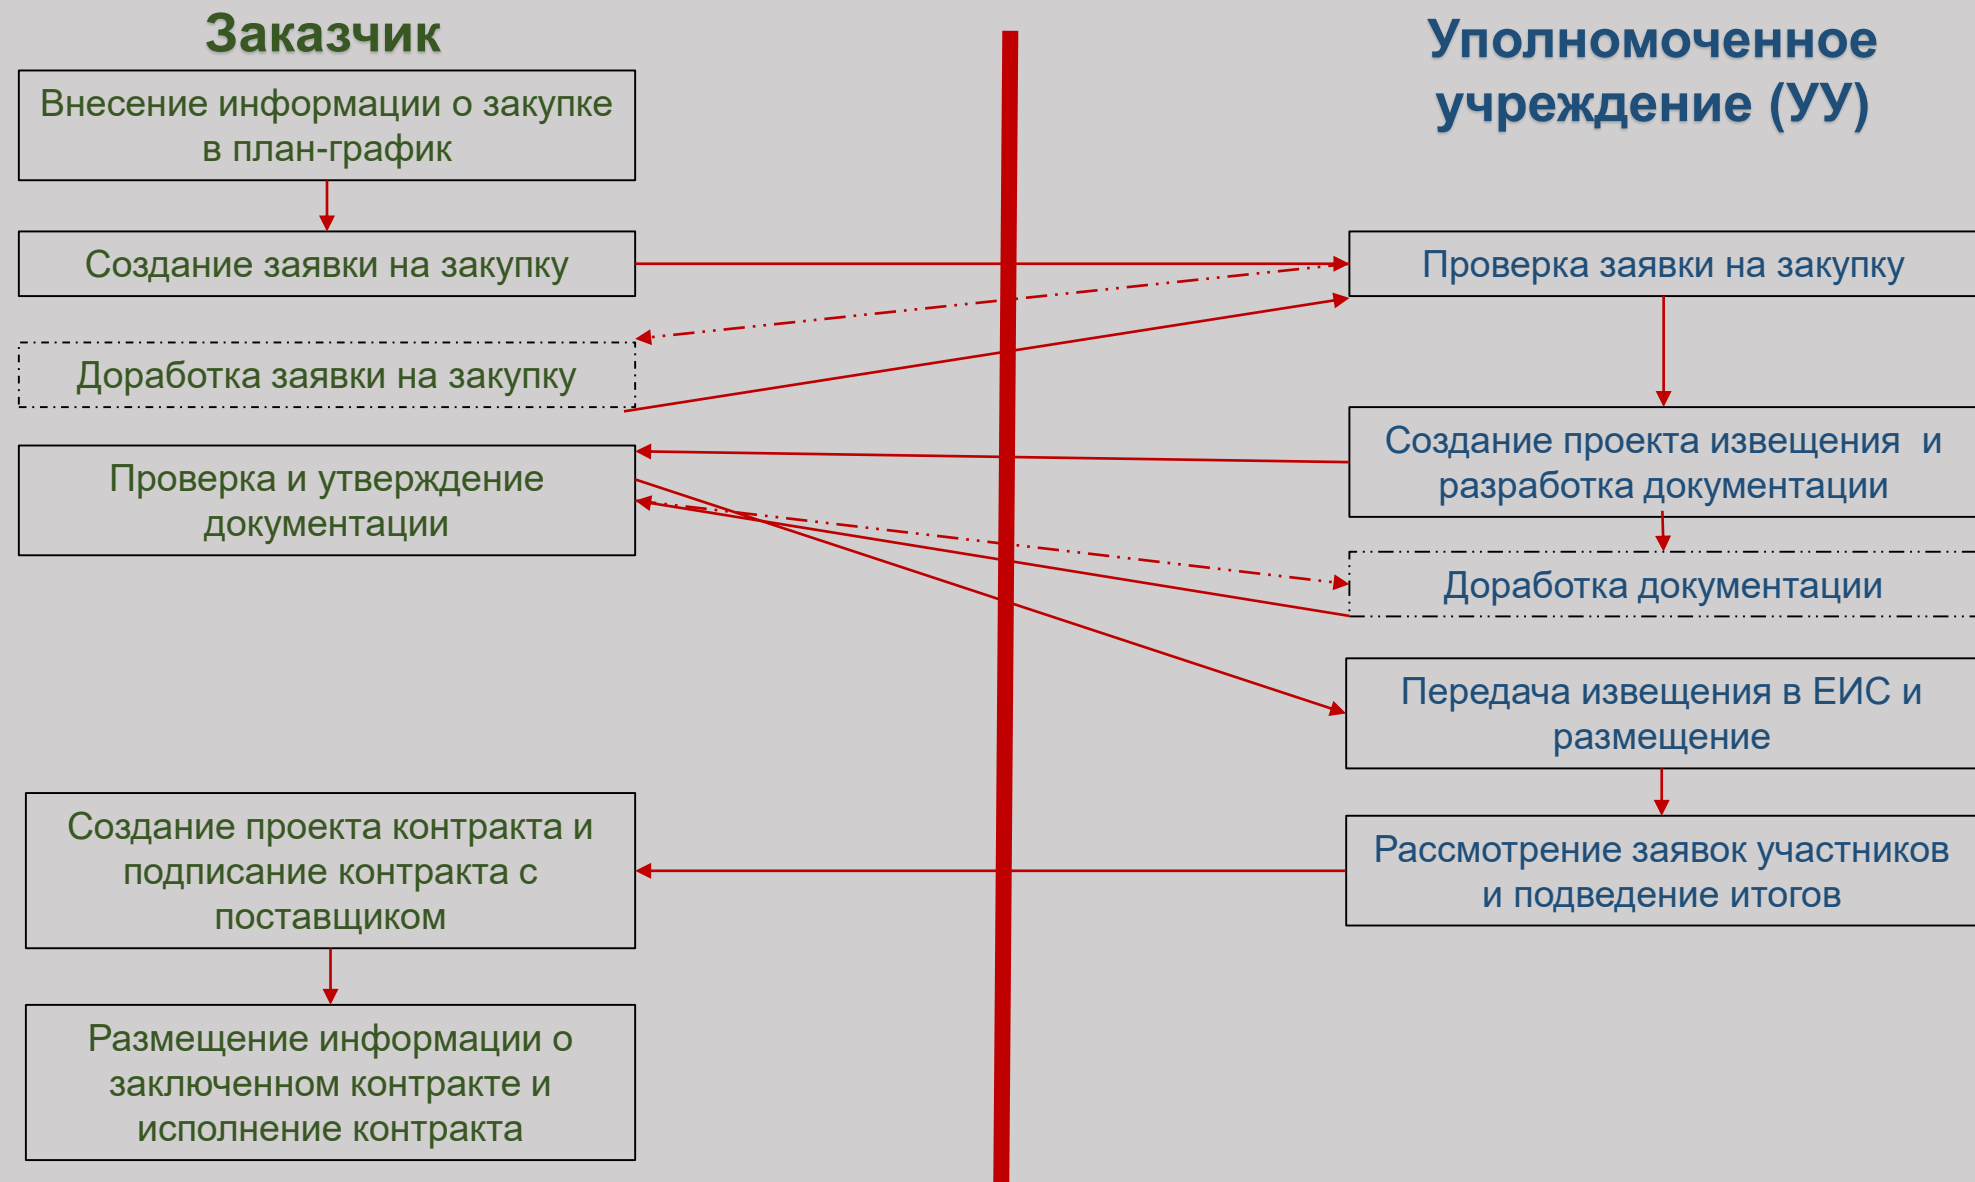 Заказчик
Внесение информации о закупке
в план-график
Создание заявки на закупку
Доработка заявки на закупку
Проверка и утверждение
документации
Создание проекта контракта и
подписание контракта с
поставщиком
Размещение информации о
заключенном контракте и
исполнение контракта
Уполномоченное
учреждение (УУ)
Проверка заявки на закупку
Создание проекта извещения и
разработка документации
Доработка документации
Передача извещения в ЕИС и
размещение
Рассмотрение заявок участников
и подведение итогов